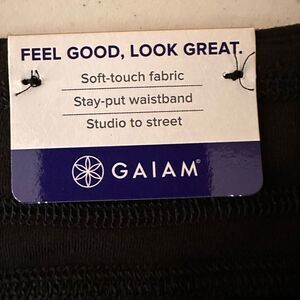 FEEL GOOD, LOOK GREAT.
Soft-touch fabric
Stay-put waistband
Studio to street
GAIAM®